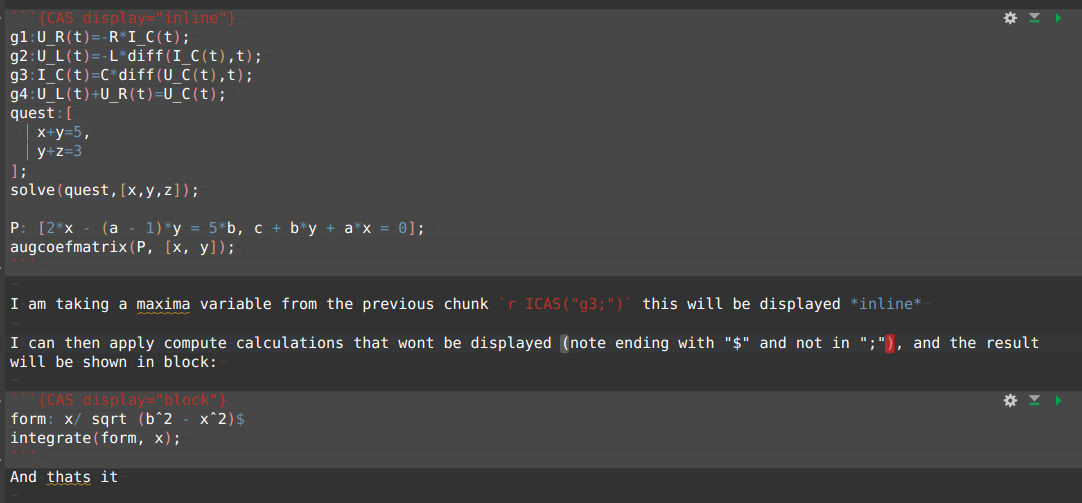 ```{CAS display="inline"}
g1:U_R(t)=-R*I_C(t);
g2:U_L(t)=-L*diff(I_C(t),t);
g3:I_C(t)=C*diff(U_C(t),t);
g4:U_L(t)+U_R(t)=U_C(t);
quest:[
x+y=5,
y+z=3
];
solve(quest,[x,y,z]);
P: [2*x - (a - 1)*y = 5*b, c + b*y + a*x = 0];
augcoefmatrix(P, [x, y]);
```
I am taking a maxima variable from the previous chunk `r ICAS("g3;")` this will be displayed *inline*
I can then apply compute calculations that wont be displayed (note ending with "$" and not in ";"), and the result
will be shown in block:
```{CAS display="block"}
form: x/ sqrt (b^2 - x^2)$
integrate(form, x);
```
And thats it